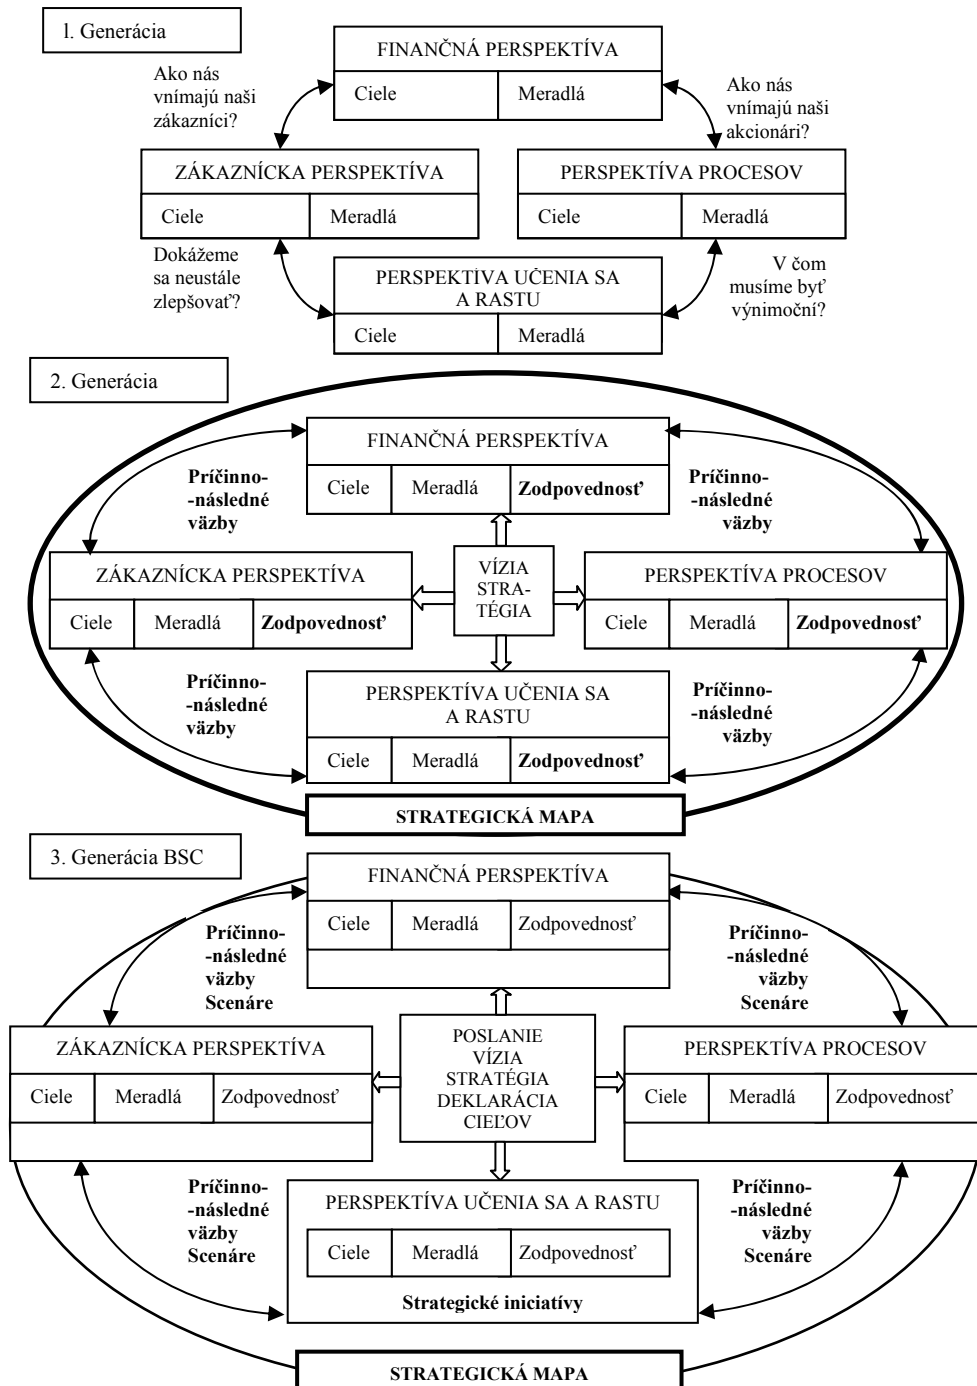 l. Generácia
FINANČNÁ PERSPEKTÍVA
Ciele
Meradlá
Ako nás
vnímajú naši
zákazníci?
Ako nás
vnímajú naši
akcionári?
ZÁKAZNÍCKA PERSPEKTÍVA
Ciele
Meradlá
PERSPEKTÍVA PROCESOV
Ciele
Meradlá
Dokážeme
sa neustále
zlepšovať?
V čom
musíme byť
výnimoční?
PERSPEKTÍVA UČENIA SA
A RASTU
Ciele
Meradlá
2. Generácia
FINANČNÁ PERSPEKTÍVA
Ciele
Meradlá
Zodpovednosť
Príčinno-
-následné
väzby
Príčinno-
-následné
väzby
ZÁKAZNÍCKA PERSPEKTÍVA
Ciele
Meradlá
Zodpovednosť
VÍZIA
STRA-
TÉGIA
PERSPEKTÍVA PROCESOV
Ciele
Meradlá
Zodpovednosť
Príčinno-
-následné
väzby
Príčinno-
-následné
väzby
PERSPEKTÍVA UČENIA SA
A RASTU
Ciele
Meradlá
Zodpovednosť
STRATEGICKÁ MAPA
3. Generácia BSC
FINANČNÁ PERSPEKTÍVA
Ciele
Meradlá
Zodpovednosť
Príčinno-
-následné
väzby
Scenáre
Príčinno-
-následné
väzby
Scenáre
ZÁKAZNÍCKA PERSPEKTÍVA
Ciele
Meradlá
Zodpovednosť
POSLANIE
VÍZIA
STRATÉGIA
DEKLARÁCIA
CIEĽOV
PERSPEKTÍVA PROCESOV
Ciele
Meradlá
Zodpovednosť
Príčinno-
-následné
väzby
Scenáre
Príčinno-
-následné
väzby
Scenáre
PERSPEKTÍVA UČENIA SA A RASTU
Ciele
Meradlá
Zodpovednosť
Strategické iniciatívy
STRATEGICKÁ MAPA